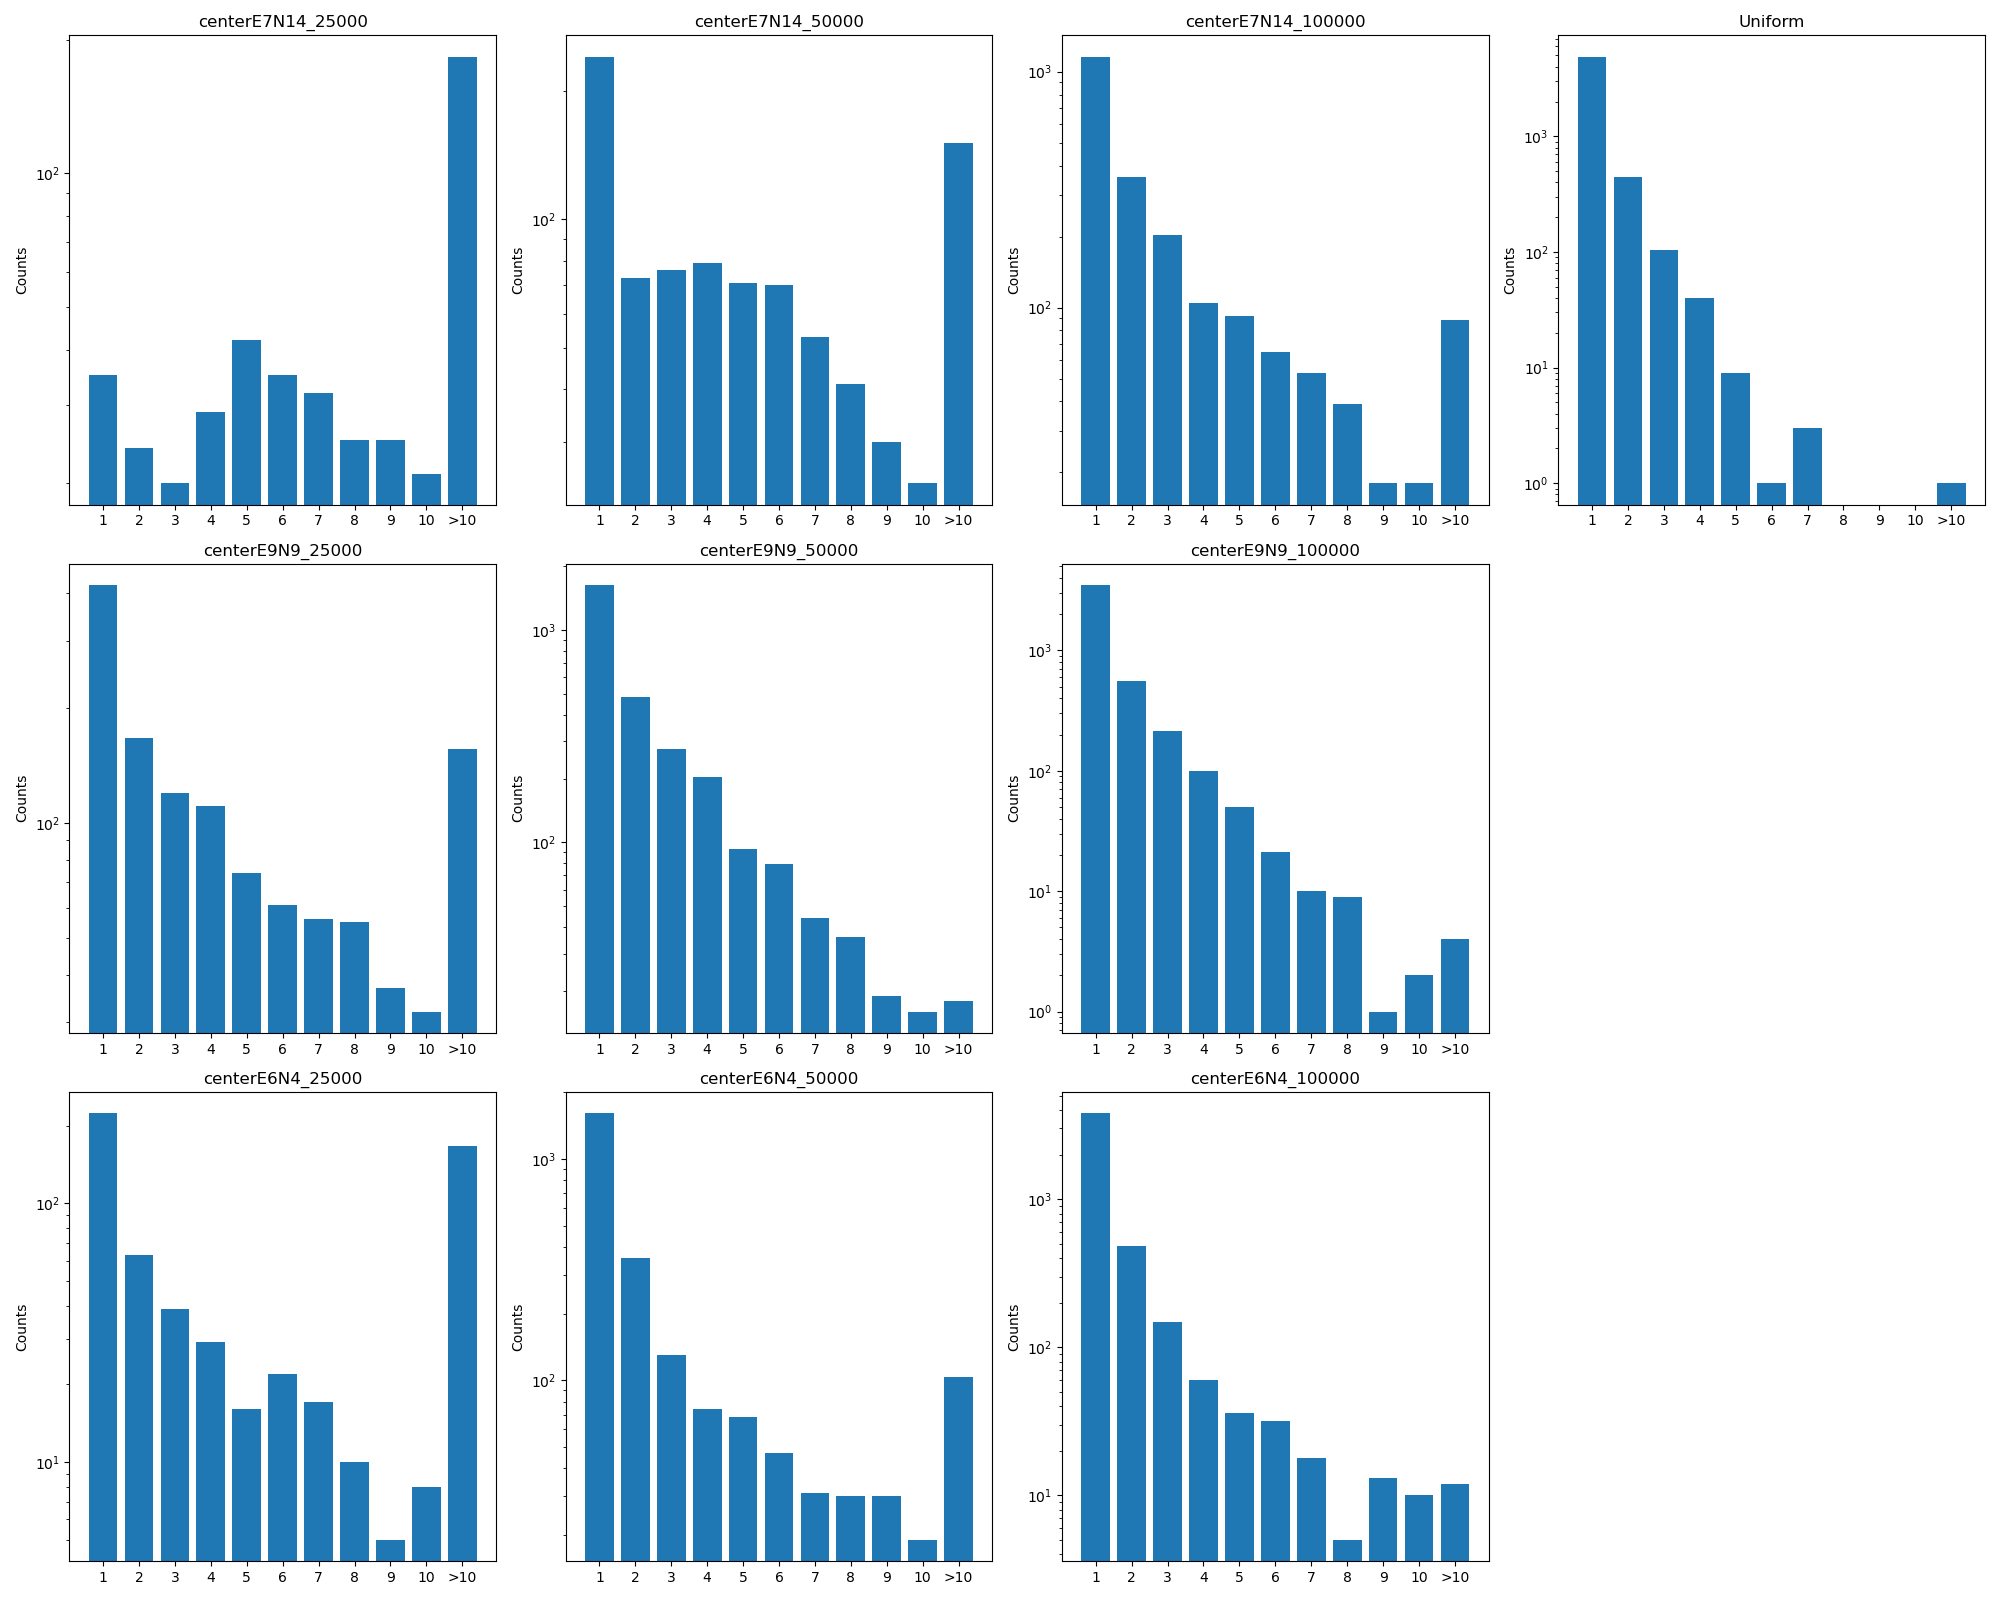 centerE7N14_25000
Counts
10²
1 2 3 4 5 6 7 8 9 10 >10
centerE7N14_50000
Counts
10²
1 2 3 4 5 6 7 8 9 10 >10
centerE7N14_100000
Counts
10³
10²
1 2 3 4 5 6 7 8 9 10 >10
Uniform
Counts
10³
10²
10¹
10⁰
1 2 3 4 5 6 7 8 9 10 >10
centerE9N9_25000
Counts
10²
1 2 3 4 5 6 7 8 9 10 >10
centerE9N9_50000
Counts
10³
10²
1 2 3 4 5 6 7 8 9 10 >10
centerE9N9_100000
Counts
10³
10²
10¹
10⁰
1 2 3 4 5 6 7 8 9 10 >10
centerE6N4_25000
Counts
10²
10¹
1 2 3 4 5 6 7 8 9 10 >10
centerE6N4_50000
Counts
10³
10²
1 2 3 4 5 6 7 8 9 10 >10
centerE6N4_100000
Counts
10³
10²
10¹
1 2 3 4 5 6 7 8 9 10 >10